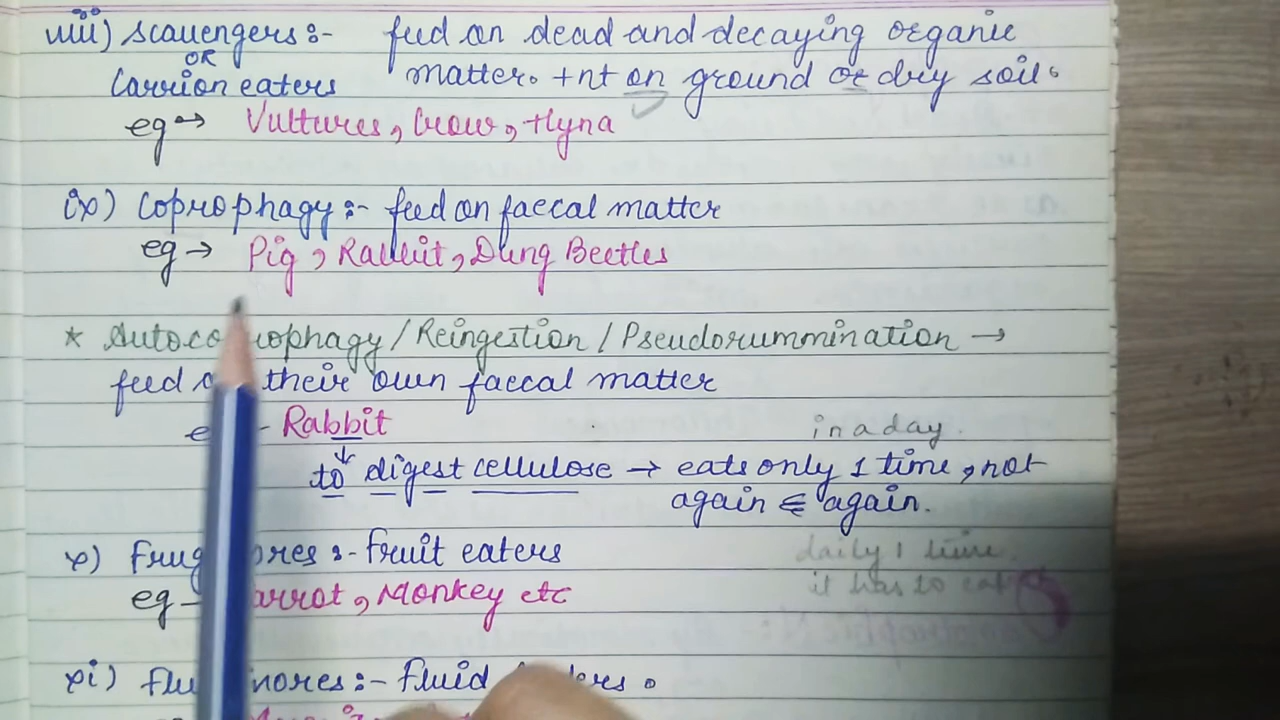 viii) Scavengers :- feed on dead and decaying organic
OR
Carrion eaters matter. +nt on ground or dry soil.
eg → Vultures, Crow, Hyna
ix) Coprophagy :- feed on faecal matter
eg → Pig, Rabbit, Dung Beetles
* Autocoprophagy / Reingestion / Pseudorummination →
feed their own faecal matter
Rabbit in a day.
↓
to digest cellulose → eats only 1 time, not
again & again.
x) Frug ores :- fruit eaters daily 1 time
it has to eat
eg - arrot, Monkey etc
xi) Flu :- fluid